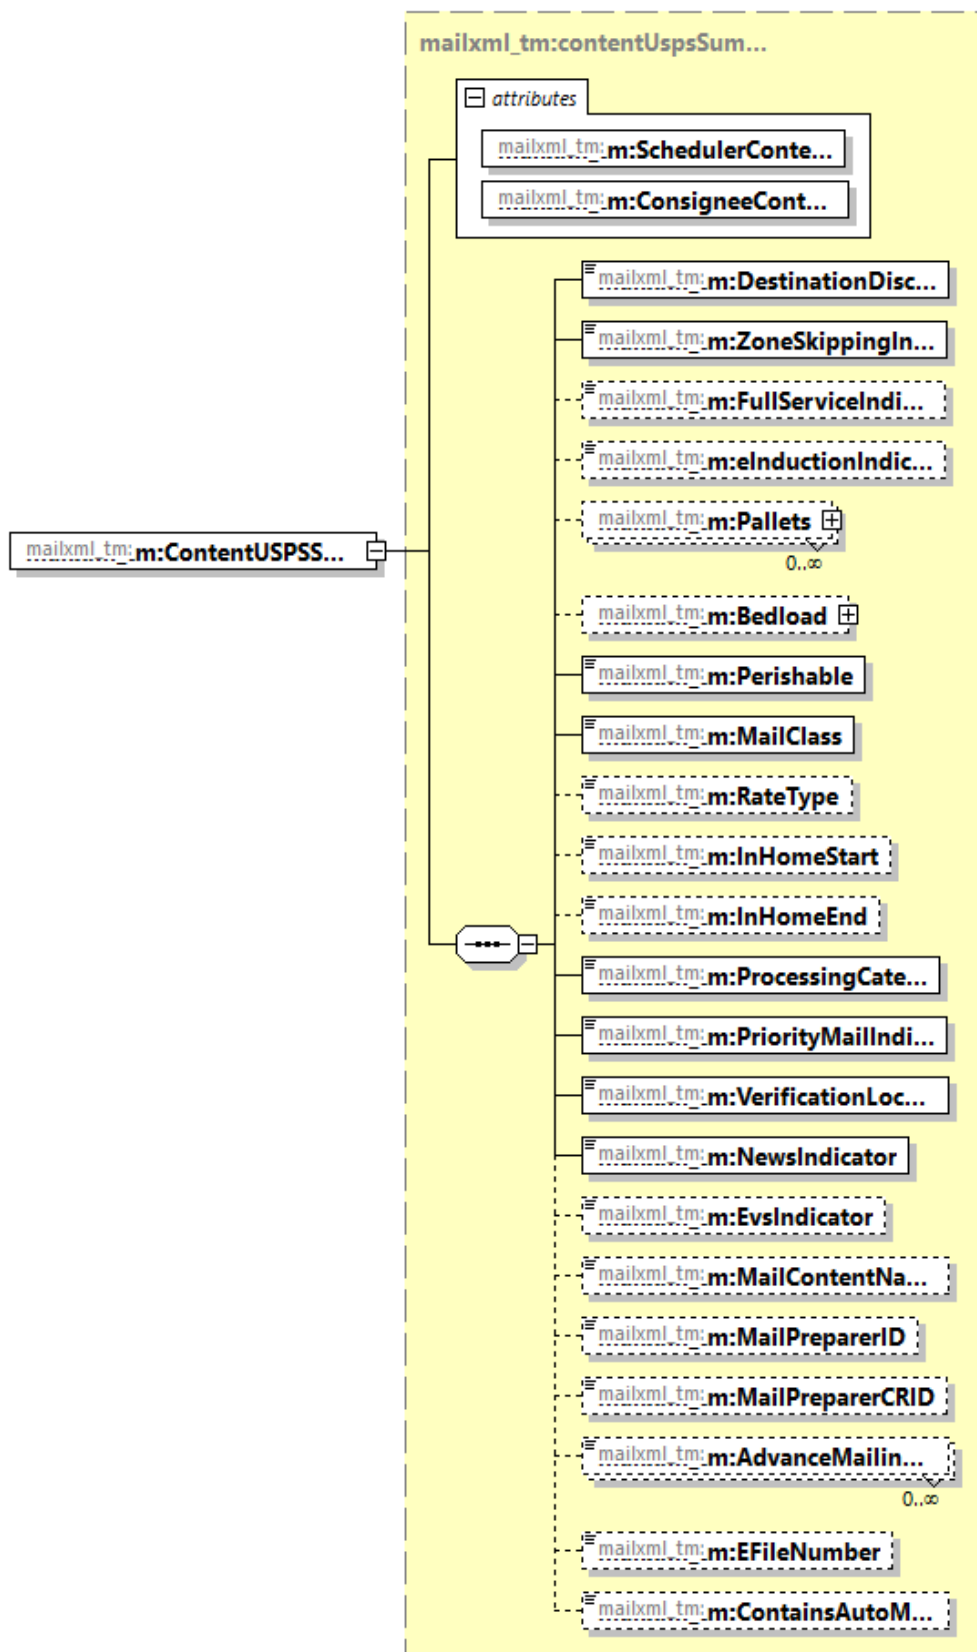 mailxml_tm:contentUspsSum...
attributes
mailxml_tm:m:SchedulerConte...
mailxml_tm:m:ConsigneeCont...
mailxml_tm:m:DestinationDisc...
mailxml_tm:m:ZoneSkippingIn...
mailxml_tm:m:FullServiceIndi...
mailxml_tm:m:eInductionIndic...
mailxml_tm:m:Pallets
0..∞
mailxml_tm:m:ContentUSPSS...
mailxml_tm:m:Bedload
mailxml_tm:m:Perishable
mailxml_tm:m:MailClass
mailxml_tm:m:RateType
mailxml_tm:m:InHomeStart
mailxml_tm:m:InHomeEnd
mailxml_tm:m:ProcessingCate...
mailxml_tm:m:PriorityMailIndi...
mailxml_tm:m:VerificationLoc...
mailxml_tm:m:NewsIndicator
mailxml_tm:m:EvsIndicator
mailxml_tm:m:MailContentNa...
mailxml_tm:m:MailPreparerID
mailxml_tm:m:MailPreparerCRID
mailxml_tm:m:AdvanceMailin...
0..∞
mailxml_tm:m:EFileNumber
mailxml_tm:m:ContainsAutoM...